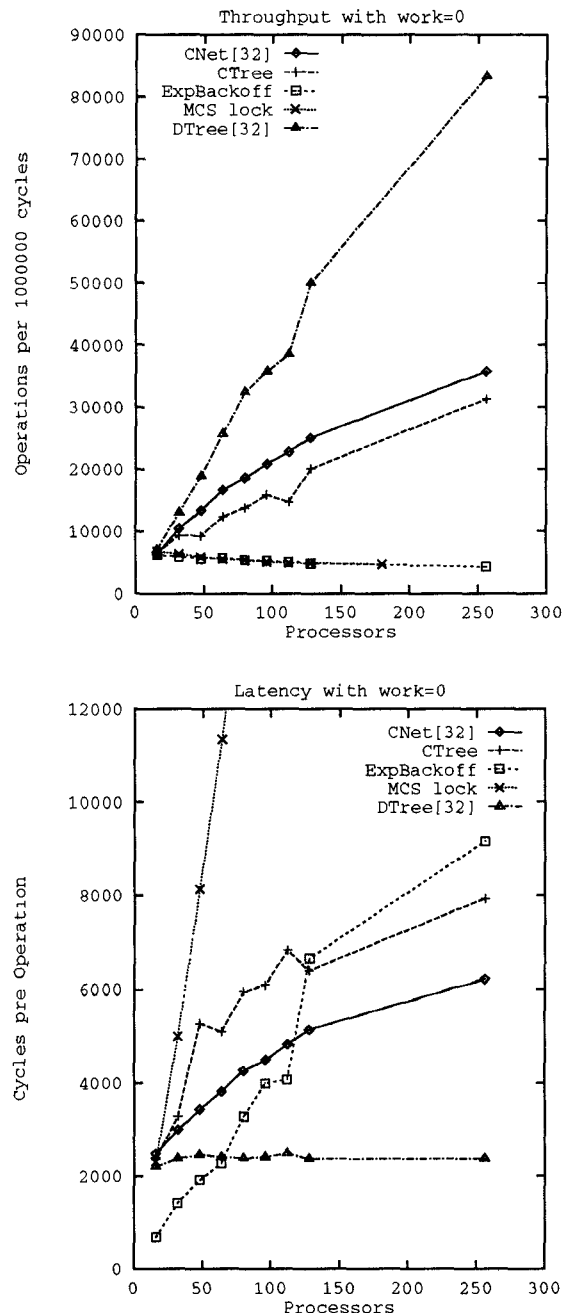 Throughput with work=0
90000
80000
70000
60000
50000
40000
30000
20000
10000
0
Operations per 1000000 cycles
CNet[32]
CTree
ExpBackoff
MCS lock
DTree[32]
0 50 100 150 200 250 300
Processors
Latency with work=0
12000
10000
8000
6000
4000
2000
0
Cycles pre Operation
CNet[32]
CTree
ExpBackoff
MCS lock
DTree[32]
0 50 100 150 200 250 300
Processors